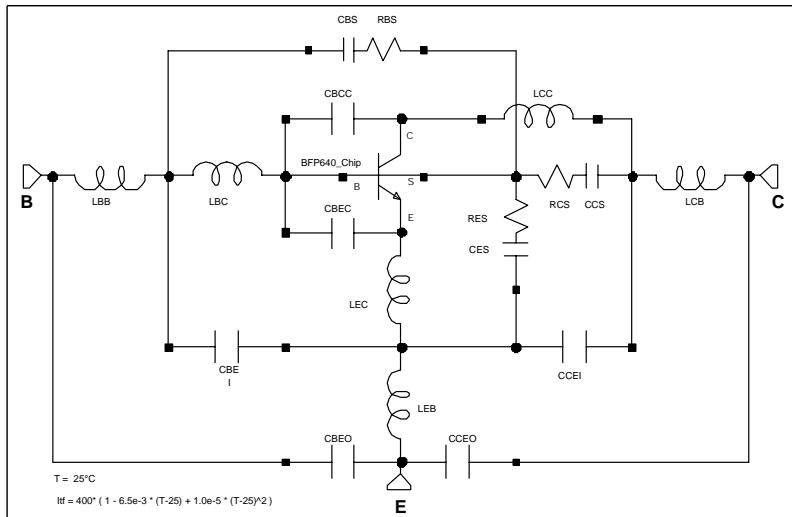 CBS RBS
CBCC
LCC
C
BFP640_Chip
B
S
B
LBB
LBC
CBEC
E
RES
CES
RCS
CCS
LCB
C
LEC
CBE
I
CCEI
LEB
CBEO
CCEO
E
T = 25°C
Itf = 400* ( 1 - 6.5e-3 * (T-25) + 1.0e-5 * (T-25)^2 )